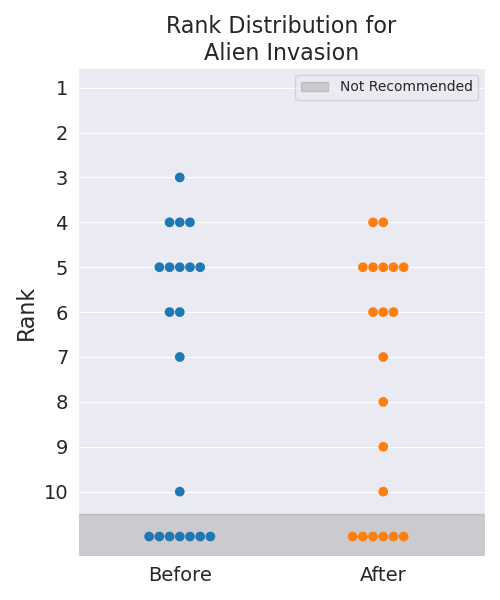 Rank Distribution for
Alien Invasion
Not Recommended
1
2
3
4
5
6
7
8
9
10
Rank
Before
After